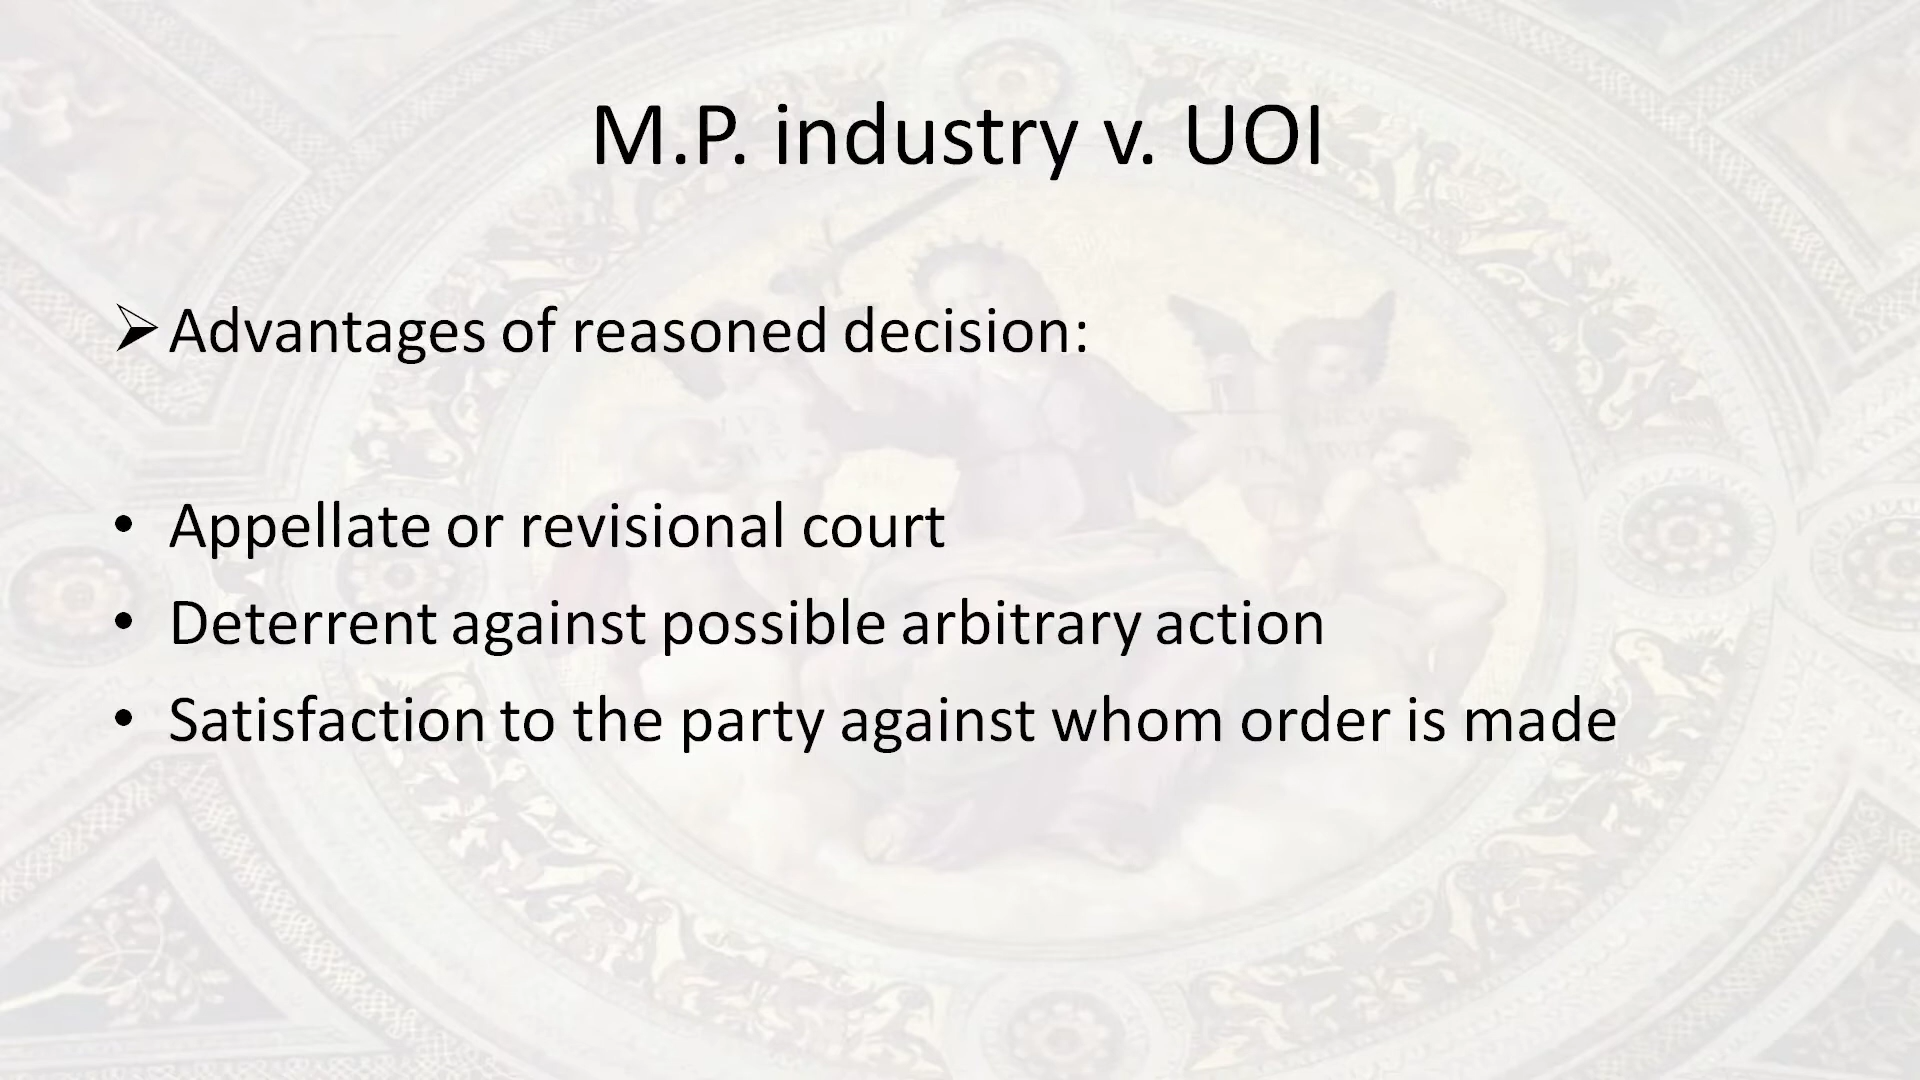 M.P. industry v. UOI
➢Advantages of reasoned decision:
• Appellate or revisional court
• Deterrent against possible arbitrary action
• Satisfaction to the party against whom order is made